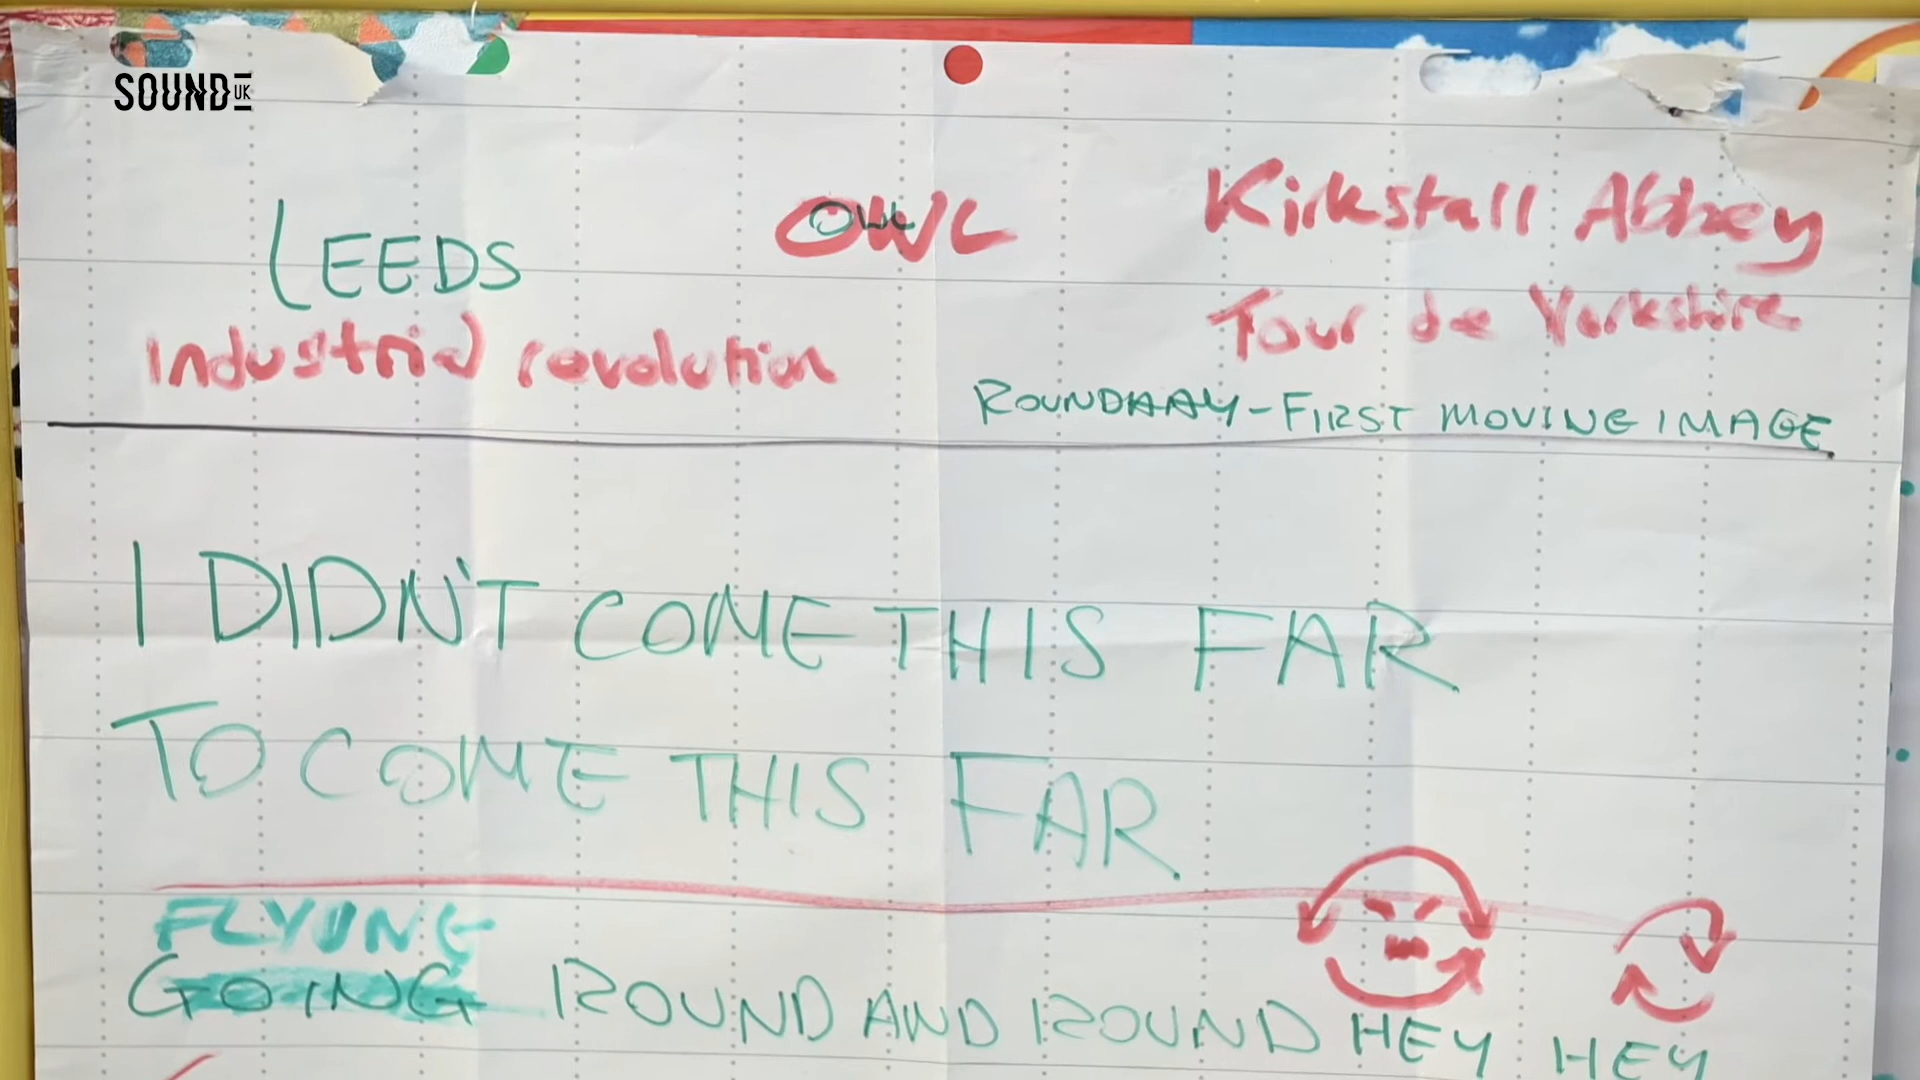 SOUND UK
LEEDS
OWL
OWL
Kirkstall Abbey
Industrial revolution
Tour de Yorkshire
ROUNDHAY - FIRST MOVING IMAGE
I DIDN'T COME THIS FAR
TO COME THIS FAR
FLYING
GOING ROUND AND ROUND HEY HEY